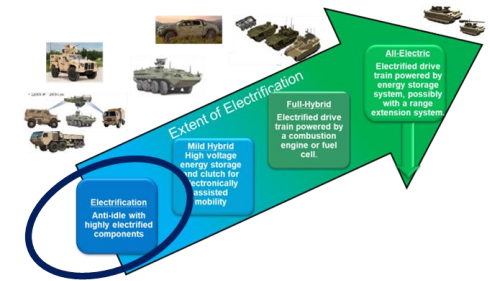 Extent of Electrification
Electrification
Anti-idle with
highly electrified
components
Mild Hybrid
High voltage
energy storage
and clutch for
electronically
assisted
mobility
Full-Hybrid
Electrified drive
train powered by
a combustion
engine or fuel
cell.
All-Electric
Electrified drive
train powered by
energy storage
system, possibly
with a range
extension system.